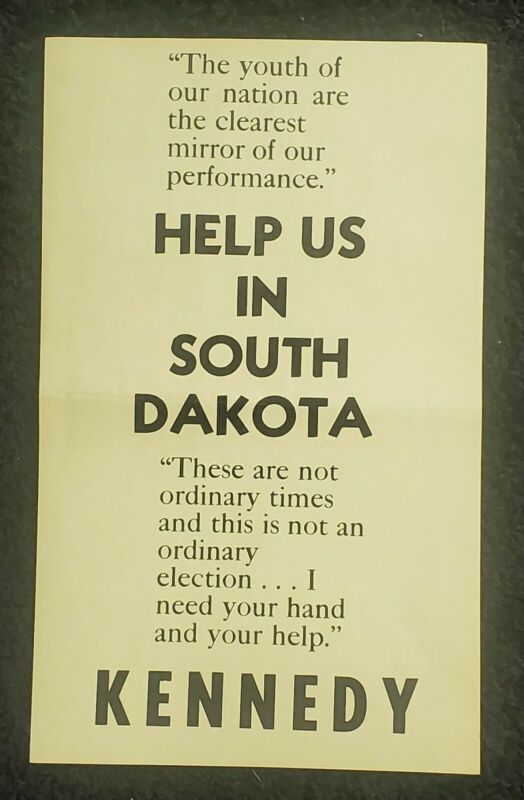 “The youth of
our nation are
the clearest
mirror of our
performance.”
HELP US
IN
SOUTH
DAKOTA
“These are not
ordinary times
and this is not an
ordinary
election . . . I
need your hand
and your help.”
KENNEDY